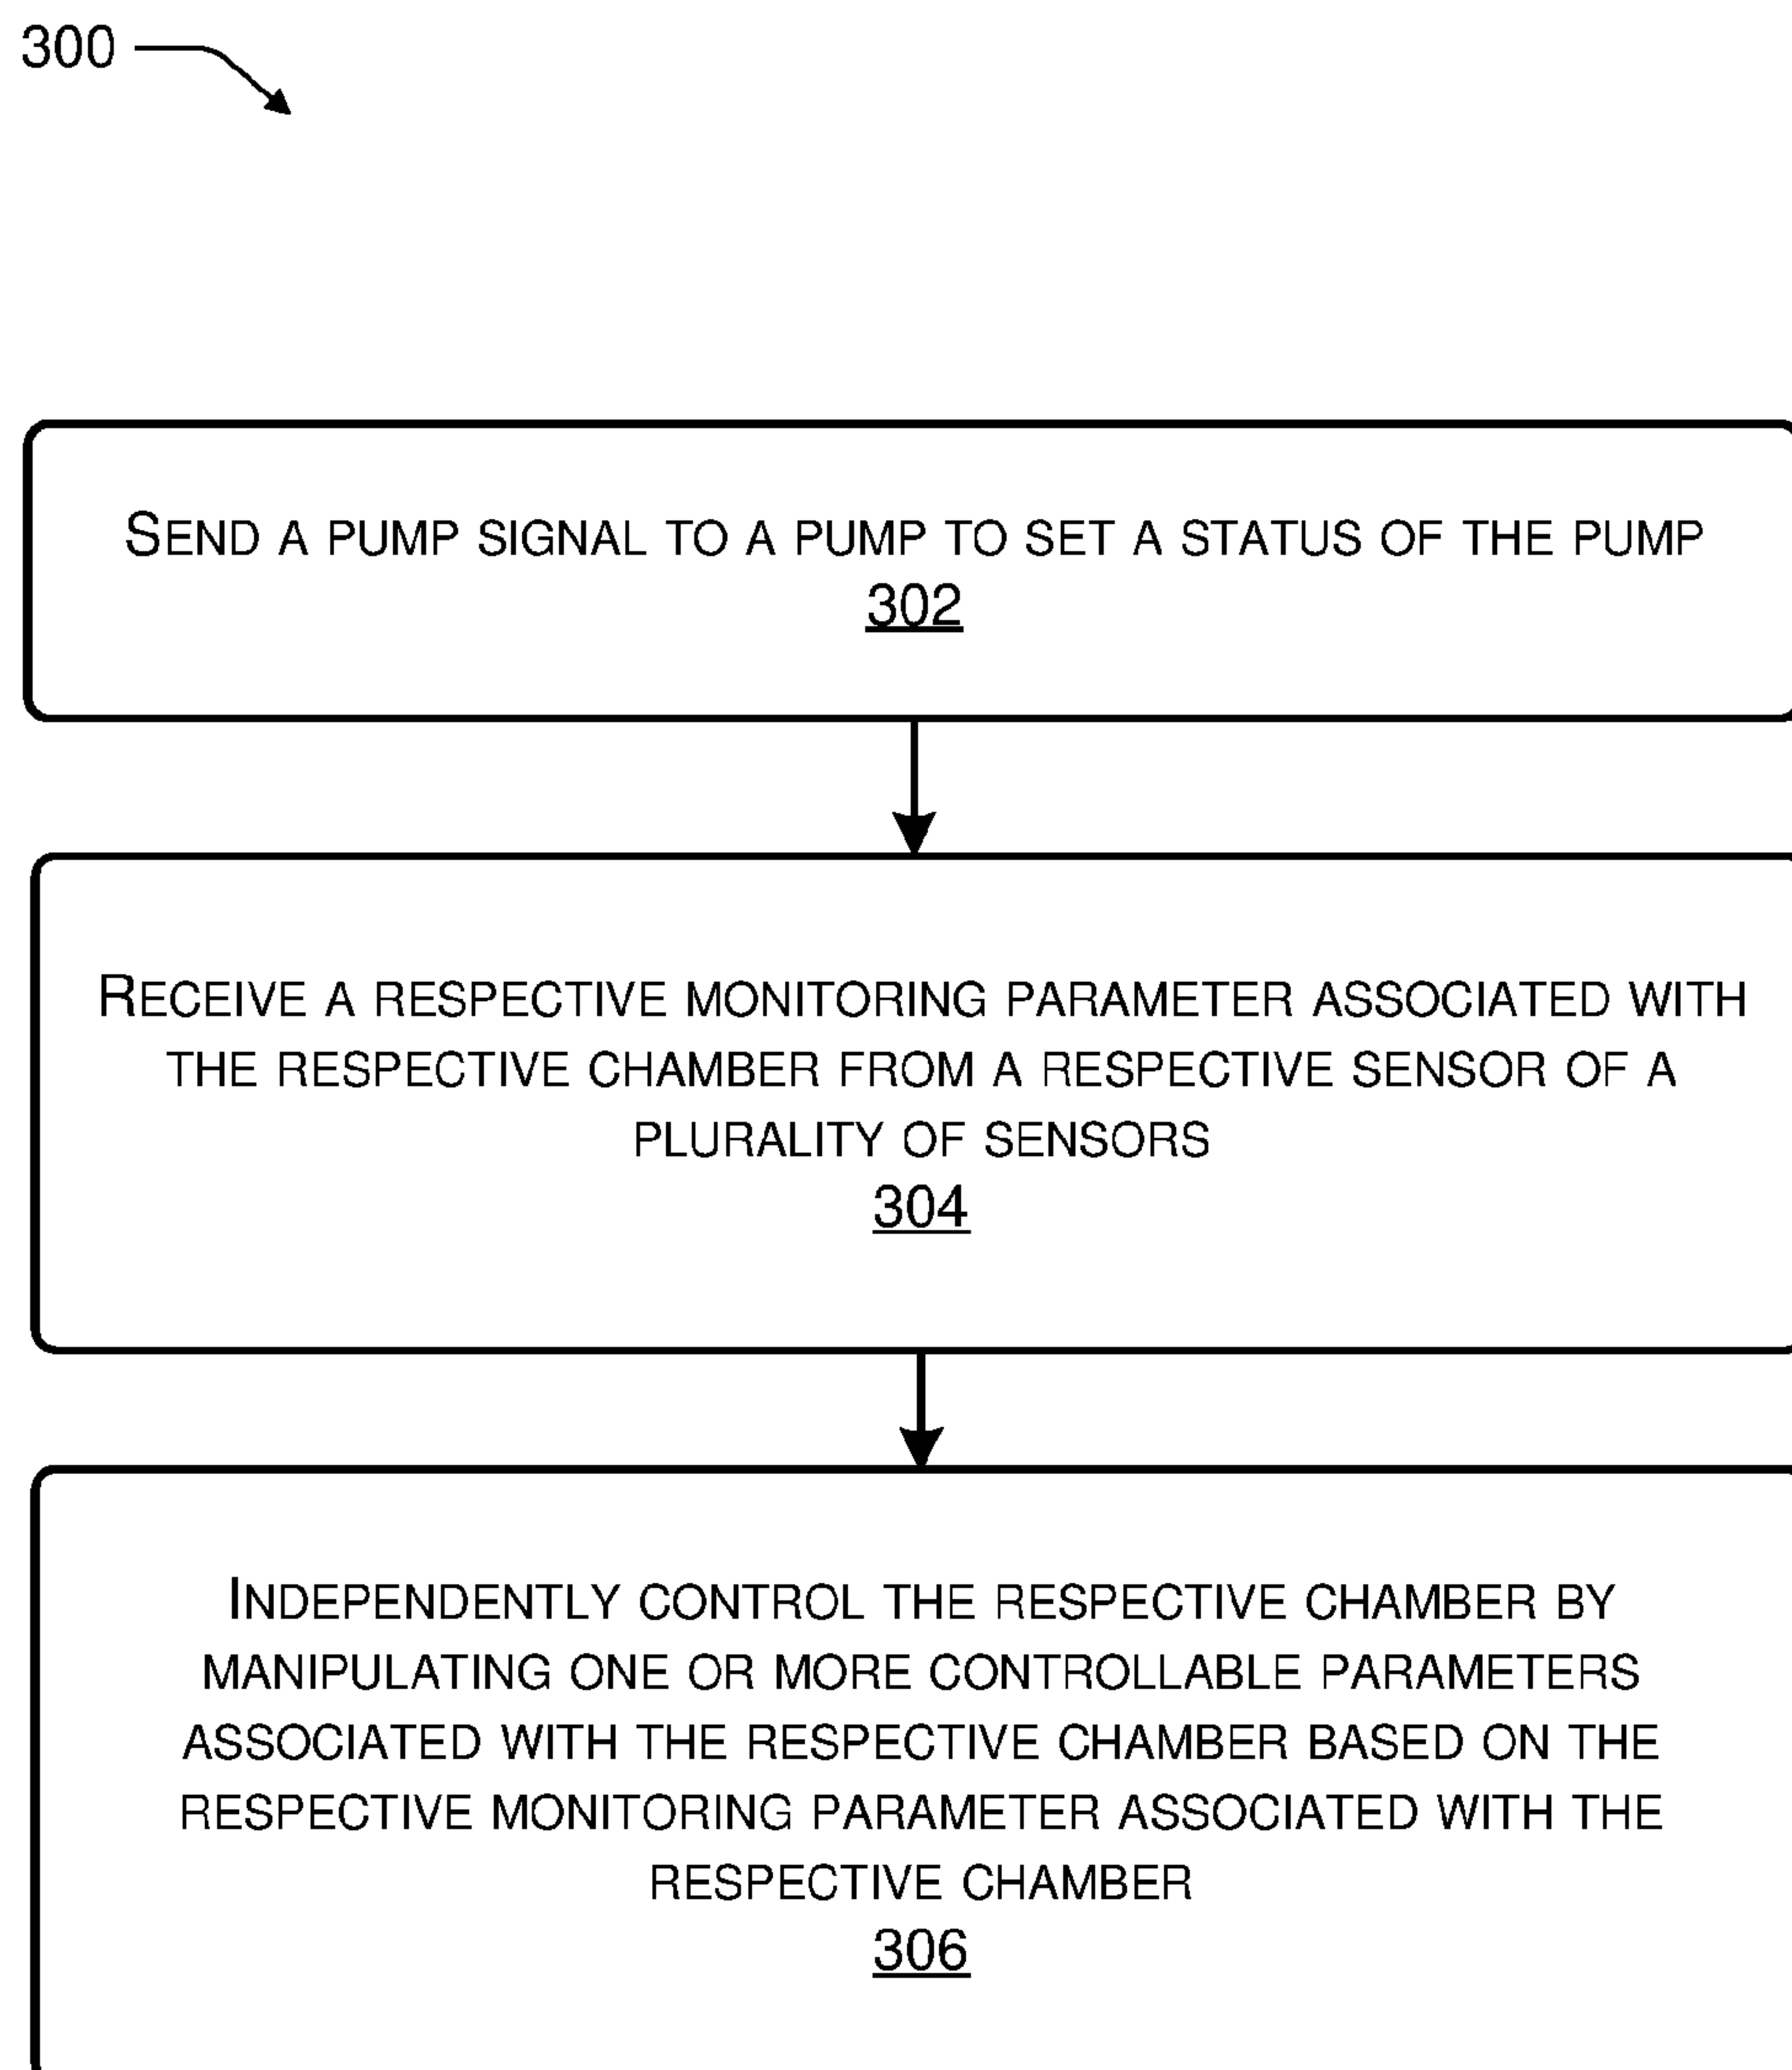 300
SEND A PUMP SIGNAL TO A PUMP TO SET A STATUS OF THE PUMP
302
RECEIVE A RESPECTIVE MONITORING PARAMETER ASSOCIATED WITH
THE RESPECTIVE CHAMBER FROM A RESPECTIVE SENSOR OF A
PLURALITY OF SENSORS
304
INDEPENDENTLY CONTROL THE RESPECTIVE CHAMBER BY
MANIPULATING ONE OR MORE CONTROLLABLE PARAMETERS
ASSOCIATED WITH THE RESPECTIVE CHAMBER BASED ON THE
RESPECTIVE MONITORING PARAMETER ASSOCIATED WITH THE
RESPECTIVE CHAMBER
306